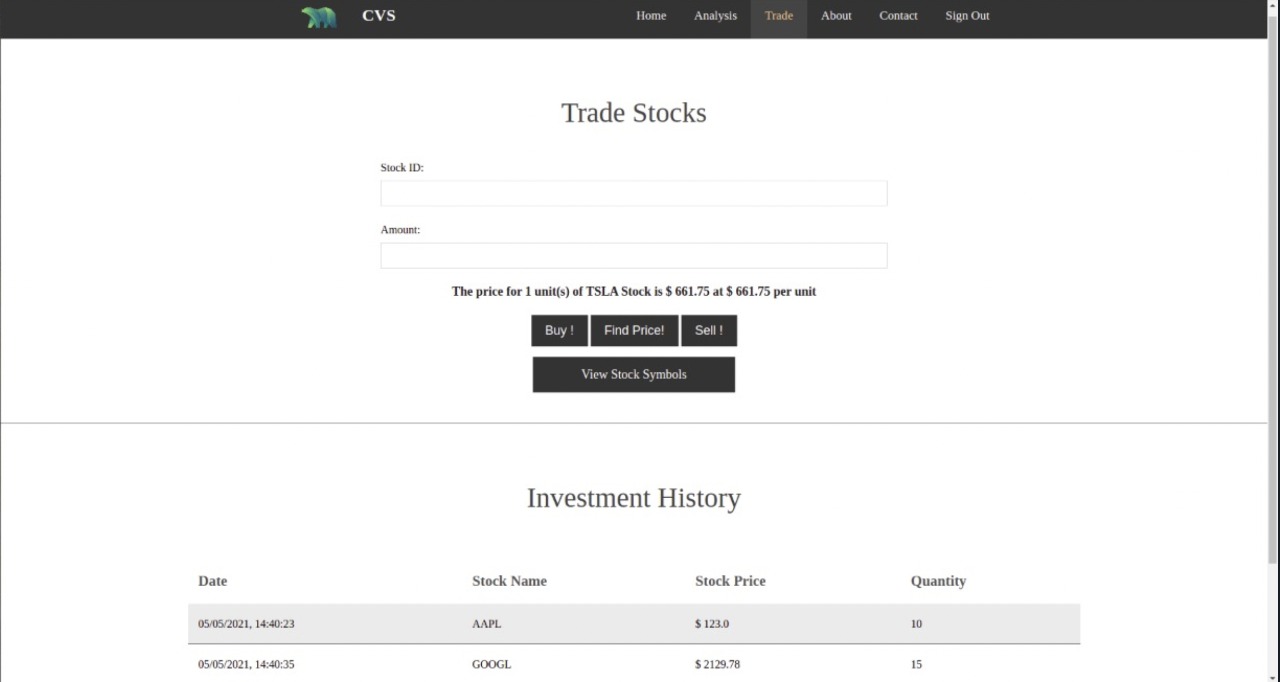 CVS Home Analysis Trade About Contact Sign Out
Trade Stocks
Stock ID:
Amount:
The price for 1 unit(s) of TSLA Stock is $ 661.75 at $ 661.75 per unit
Buy ! Find Price! Sell !
View Stock Symbols
Investment History
Date Stock Name Stock Price Quantity
05/05/2021, 14:40:23 AAPL $ 123.0 10
05/05/2021, 14:40:35 GOOGL $ 2129.78 15